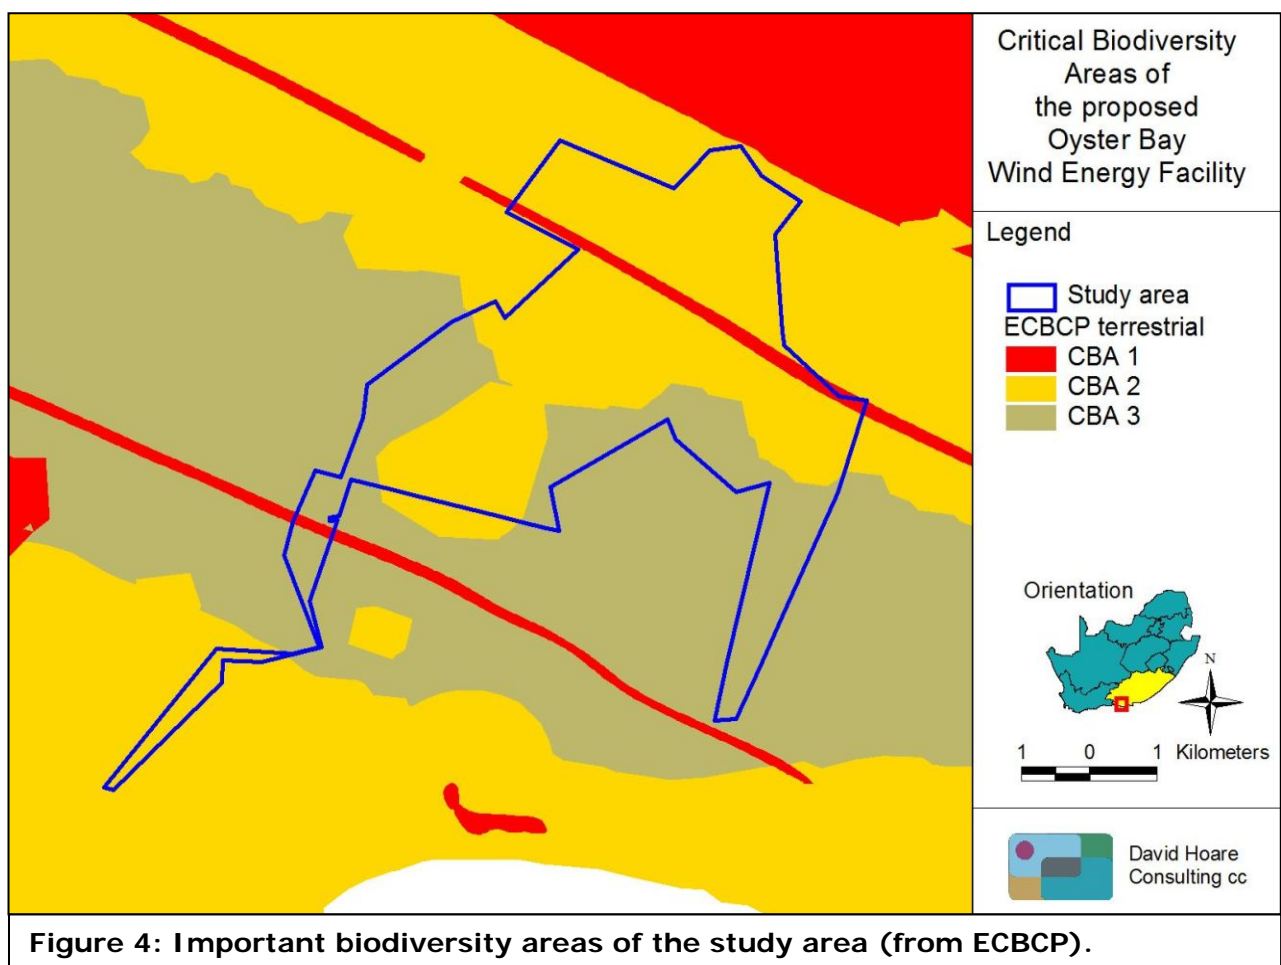 Critical Biodiversity
Areas of
the proposed
Oyster Bay
Wind Energy Facility
Legend
Study area
ECBCP terrestrial
CBA 1
CBA 2
CBA 3
Orientation
N
1 0 1 Kilometers
David Hoare
Consulting cc
Figure 4: Important biodiversity areas of the study area (from ECBCP).